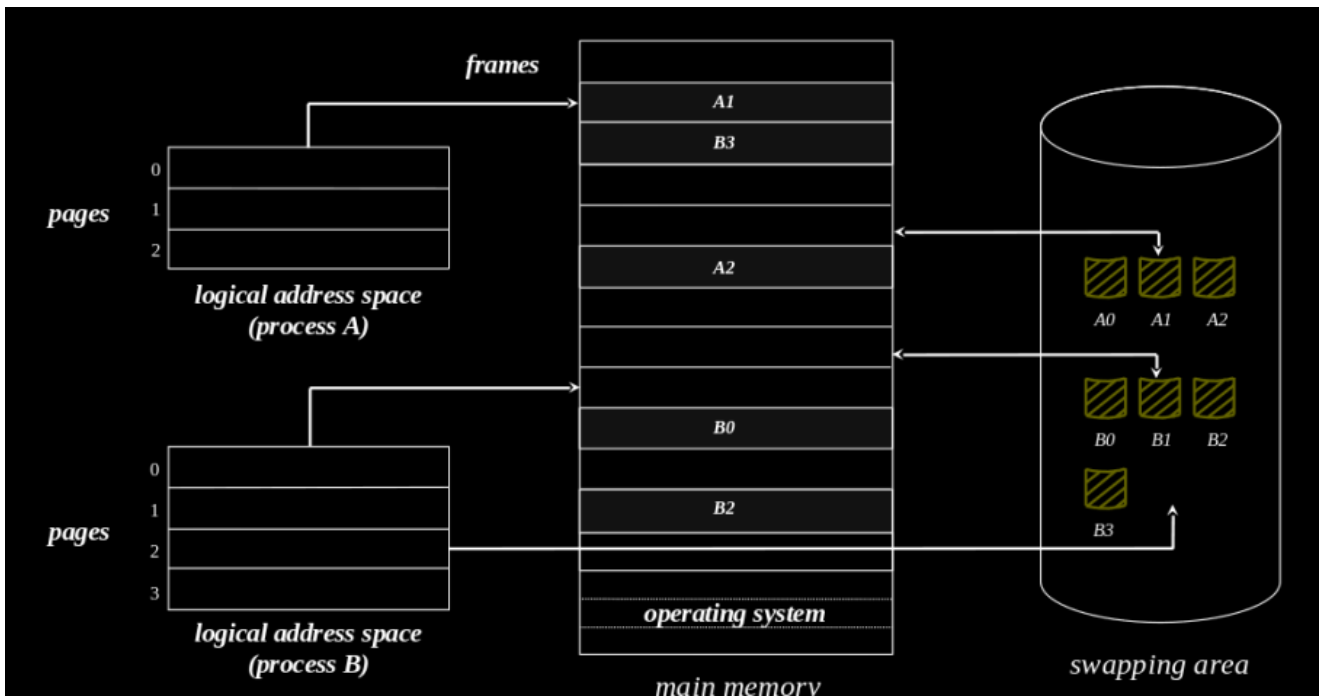 frames
A1
B3
0
1
2
pages
A2
logical address space
(process A)
A0 A1 A2
B0
B0 B1 B2
0
1
2
3
pages
B2
B3
operating system
logical address space
(process B)
swapping area
main memory